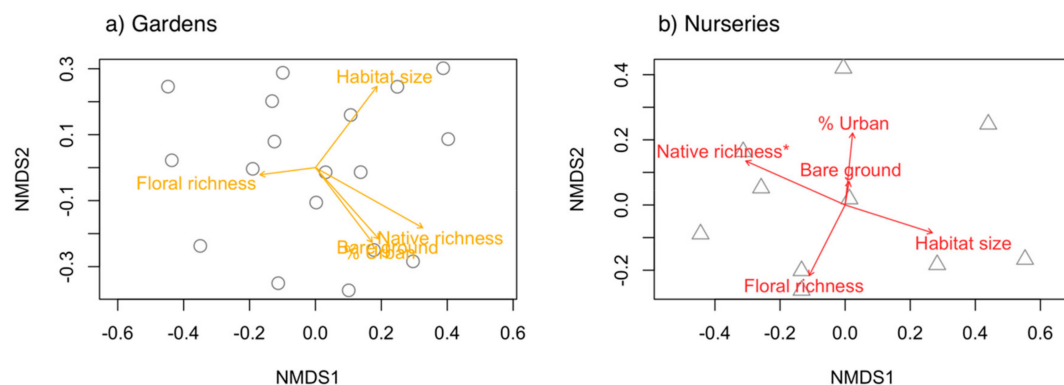 a) Gardens
NMDS2
0.3
0.1
-0.1
-0.3
Habitat size
Floral richness
Native richness
Bare ground
% Urban
-0.6 -0.4 -0.2 0.0 0.2 0.4 0.6
NMDS1
b) Nurseries
NMDS2
0.4
0.2
0.0
-0.2
% Urban
Native richness*
Bare ground
Habitat size
Floral richness
-0.4 -0.2 0.0 0.2 0.4 0.6
NMDS1